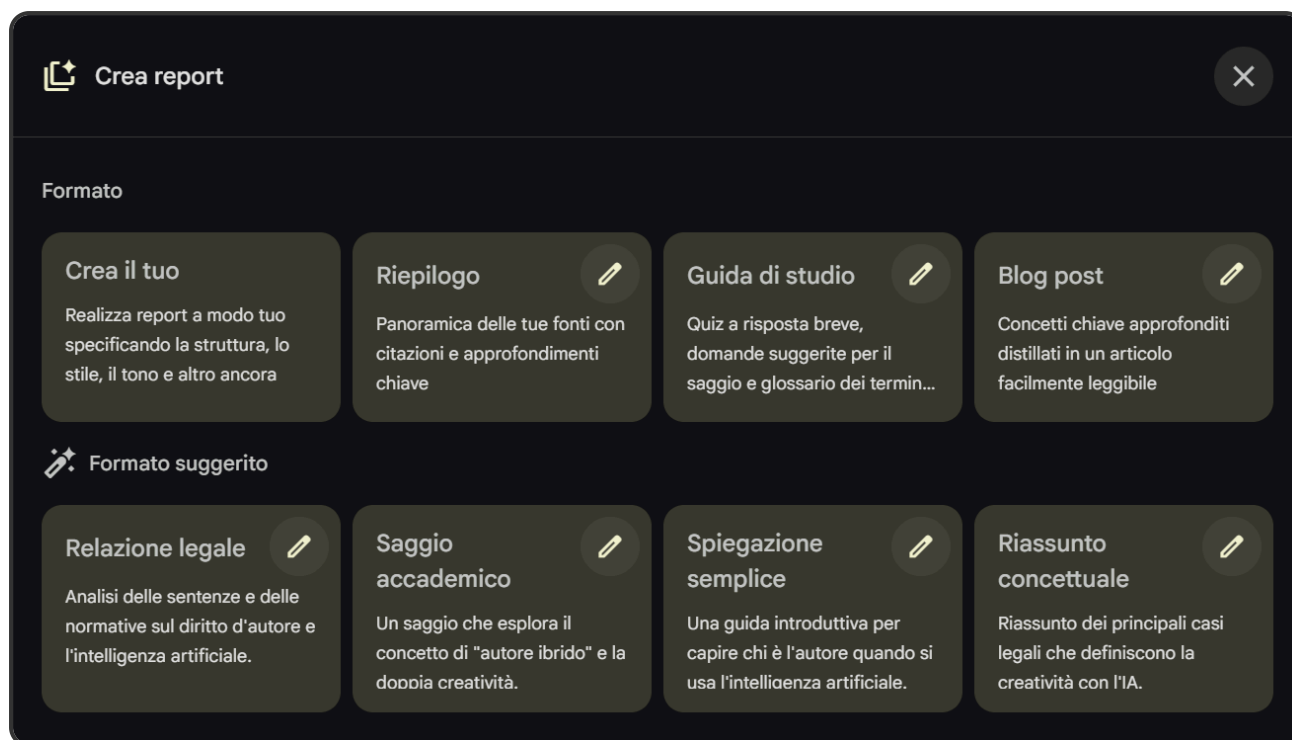 Crea report
Formato
Crea il tuo
Realizza report a modo tuo
specificando la struttura, lo
stile, il tono e altro ancora
Riepilogo
Panoramica delle tue fonti con
citazioni e approfondimenti
chiave
Guida di studio
Quiz a risposta breve,
domande suggerite per il
saggio e glossario dei termin...
Blog post
Concetti chiave approfonditi
distillati in un articolo
facilmente leggibile
Formato suggerito
Relazione legale
Analisi delle sentenze e delle
normative sul diritto d'autore e
l'intelligenza artificiale.
Saggio
accademico
Un saggio che esplora il
concetto di "autore ibrido" e la
doppia creatività.
Spiegazione
semplice
Una guida introduttiva per
capire chi è l'autore quando si
usa l'intelligenza artificiale.
Riassunto
concettuale
Riassunto dei principali casi
legali che definiscono la
creatività con l'IA.